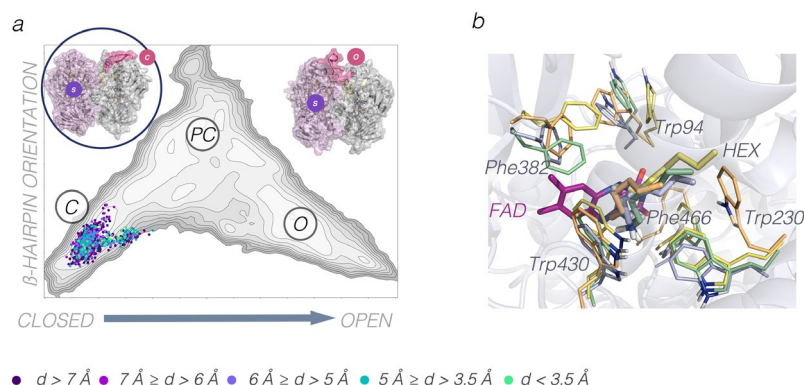 a
b
s
c
s
o
ß-HAIRPIN ORIENTATION
PC
C
O
CLOSED
OPEN
Trp94
HEX
Phe382
FAD
Phe466
Trp230
Trp430
d > 7 Å
7 Å ≥ d > 6 Å
6 Å ≥ d > 5 Å
5 Å ≥ d > 3.5 Å
d < 3.5 Å